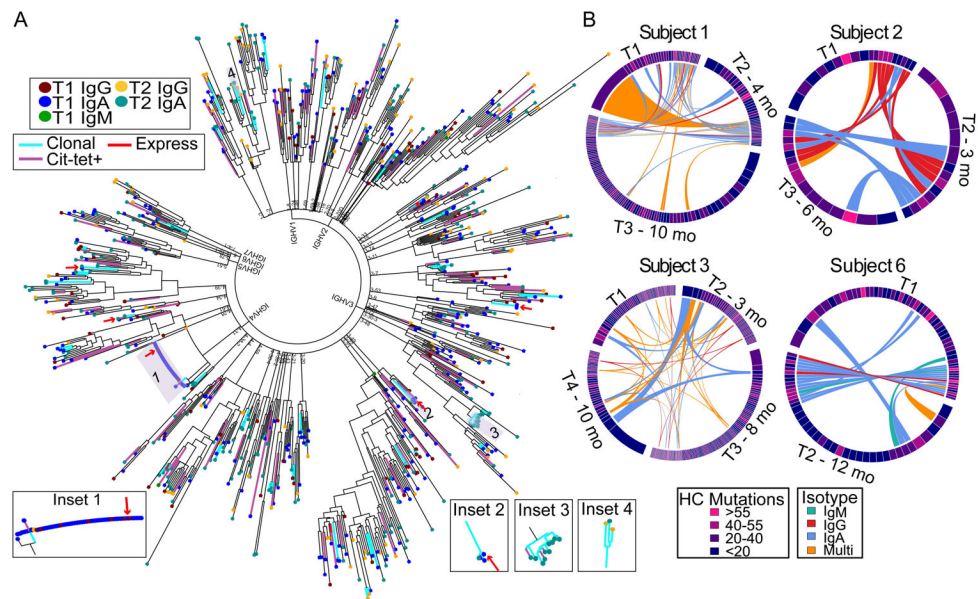 A
T1 IgG T2 IgG
T1 IgA T2 IgA
T1 IgM
Clonal Express
Cit-tet+
4
IGHV1
IGHV2
IGHV7
IGHV6
IGHV5
IGHV4
IGHV3
1
2
3
Inset 1
Inset 2
Inset 3
Inset 4
B
Subject 1
T1
T2 - 4 mo
T3 - 10 mo
Subject 2
T1
T2 - 3 mo
T3 - 6 mo
Subject 3
T1
T2 - 3 mo
T3 - 8 mo
T4 - 10 mo
Subject 6
T1
T2 - 12 mo
HC Mutations
>55
40-55
20-40
<20
Isotype
IgM
IgG
IgA
Multi